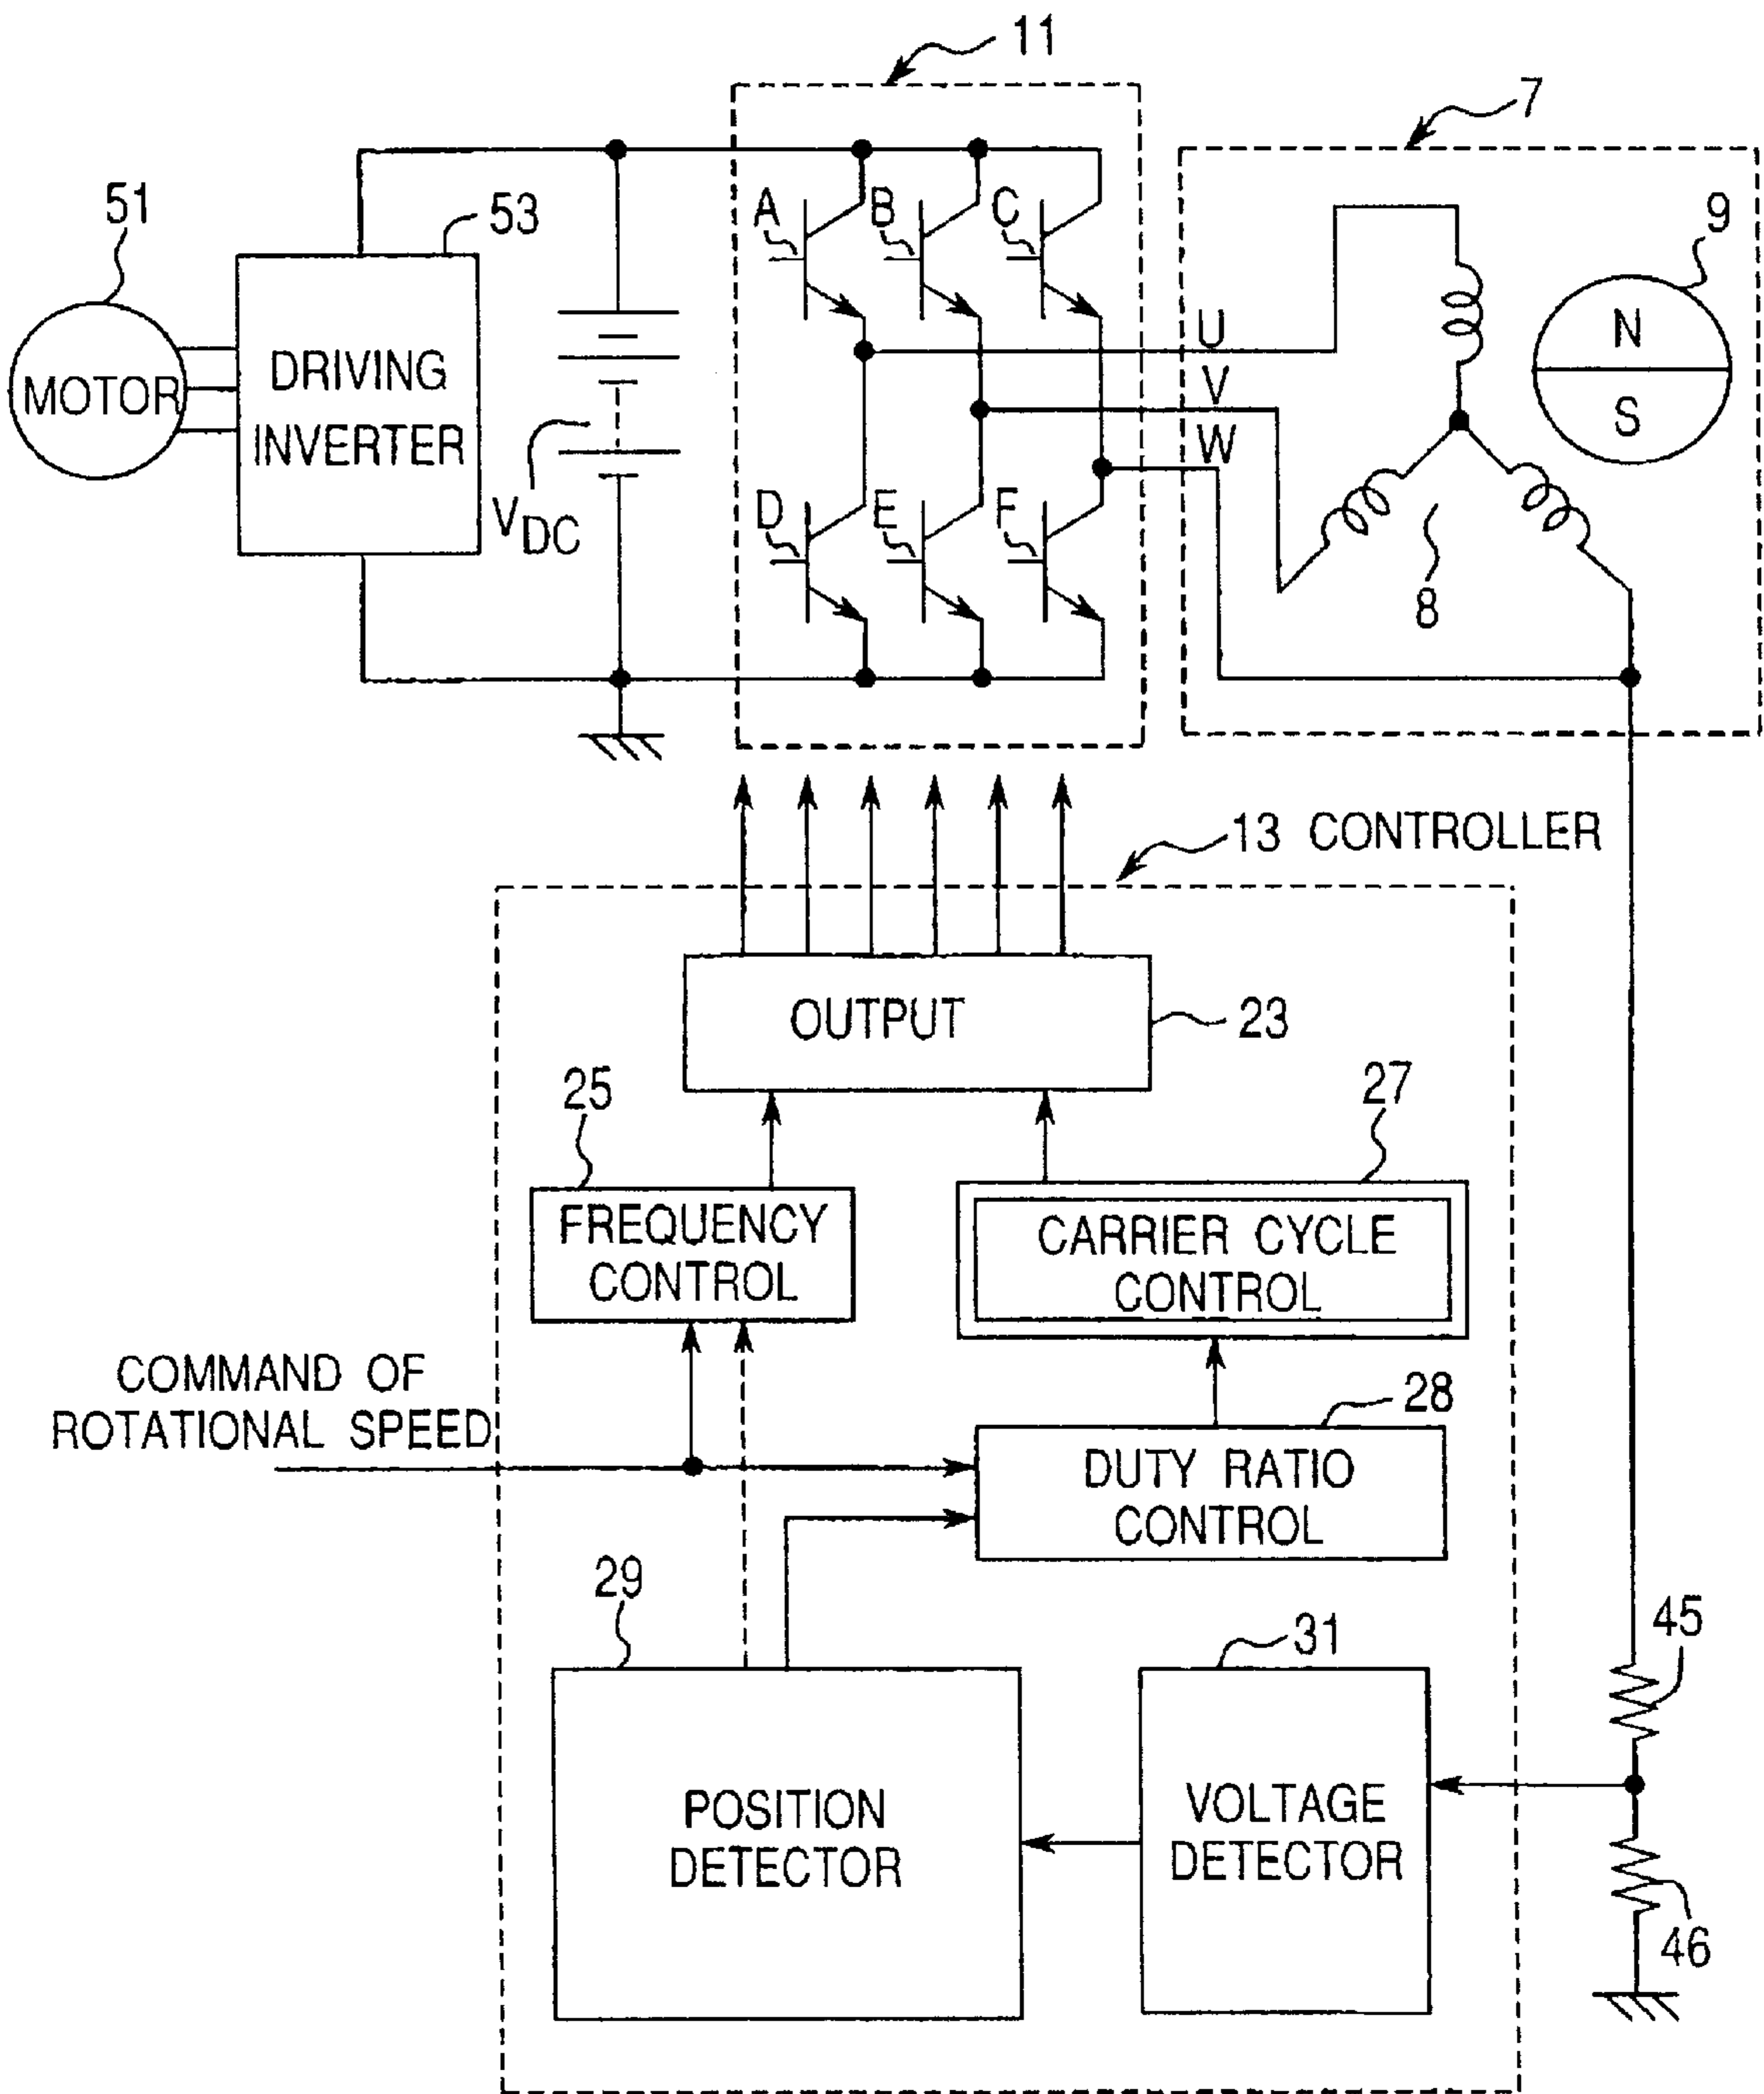 11
7
51
53
A
B
C
9
N
S
U
V
W
MOTOR
DRIVING
INVERTER
VDC
D
E
F
8
13 CONTROLLER
OUTPUT
23
25
27
FREQUENCY
CONTROL
CARRIER CYCLE
CONTROL
COMMAND OF
ROTATIONAL SPEED
28
DUTY RATIO
CONTROL
29
31
45
POSITION
DETECTOR
VOLTAGE
DETECTOR
46